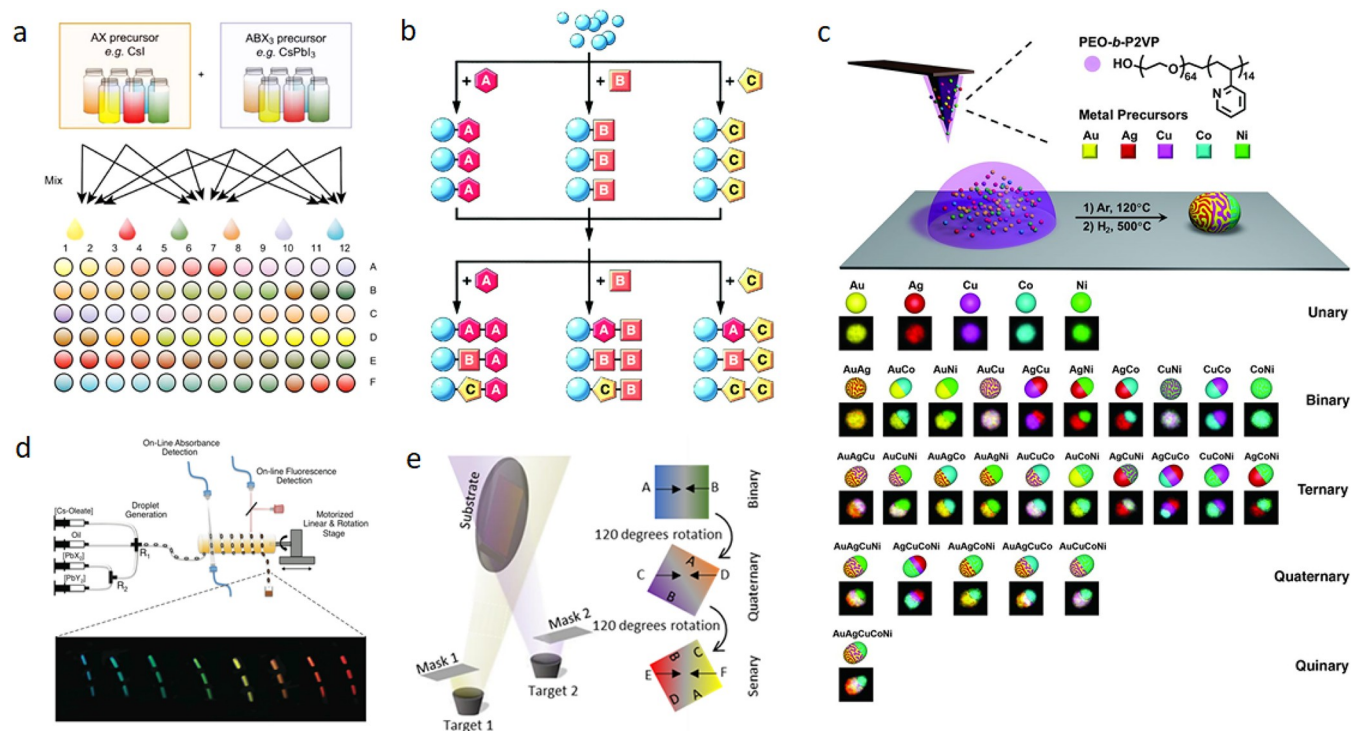 a
AX precursor
e.g. CsI
+
ABX3 precursor
e.g. CsPbI3
Mix
1 2 3 4 5 6 7 8 9 10 11 12
A
B
C
D
E
F
b
+ A + B + C
A B C
A B C
A B C
+ A + B + C
A A A B A C
B A B B B C
C A C B C C
c
PEO-b-P2VP
HO O 64 14
N
Metal Precursors
Au Ag Cu Co Ni
1) Ar, 120°C
2) H2, 500°C
Au Ag Cu Co Ni
Unary
AuAg AuCo AuNi AuCu AgCu AgNi AgCo CuNi CuCo CoNi
Binary
AuAgCu AuCuNi AuAgCo AuAgNi AuCuCo AuCoNi AgCuNi AgCuCo CuCoNi AgCoNi
Ternary
AuAgCuNi AgCuCoNi AuAgCoNi AuAgCuCo AuCuCoNi
Quaternary
AuAgCuCoNi
Quinary
d
On-Line Absorbance
Detection
On-line Fluorescence
Detection
Droplet
Generation
Motorized
Linear & Rotation
Stage
[Cs-Oleate]
Oil
[PbX2]
[PbY2]
R1
R2
e
Substrate
Mask 1
Mask 2
Target 1
Target 2
A B
Binary
120 degrees rotation
A
C D
B
Quaternary
120 degrees rotation
B C
E F
D A
Senary